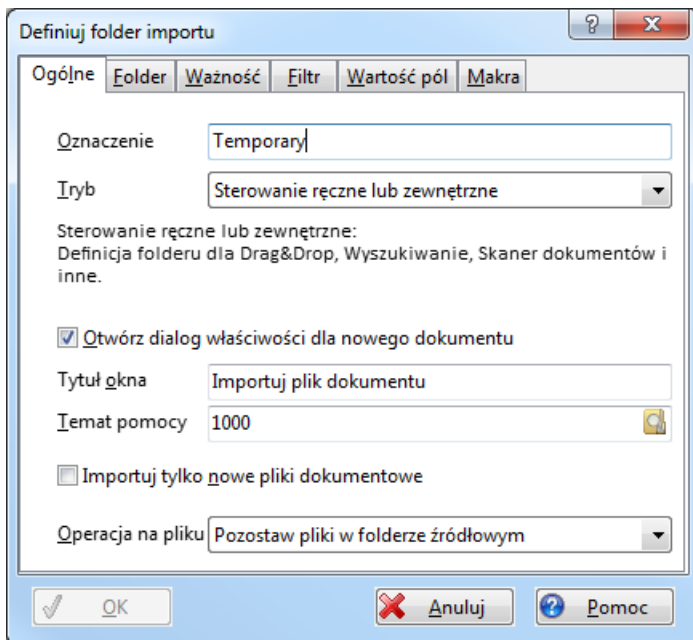 Definiuj folder importu
Ogólne Folder Ważność Filtr Wartość pól Makra
Oznaczenie Temporary
Tryb Sterowanie ręczne lub zewnętrzne
Sterowanie ręczne lub zewnętrzne:
Definicja folderu dla Drag&Drop, Wyszukiwanie, Skaner dokumentów i
inne.
Otwórz dialog właściwości dla nowego dokumentu
Tytuł okna Importuj plik dokumentu
Temat pomocy 1000
Importuj tylko nowe pliki dokumentowe
Operacja na pliku Pozostaw pliki w folderze źródłowym
OK Anuluj Pomoc